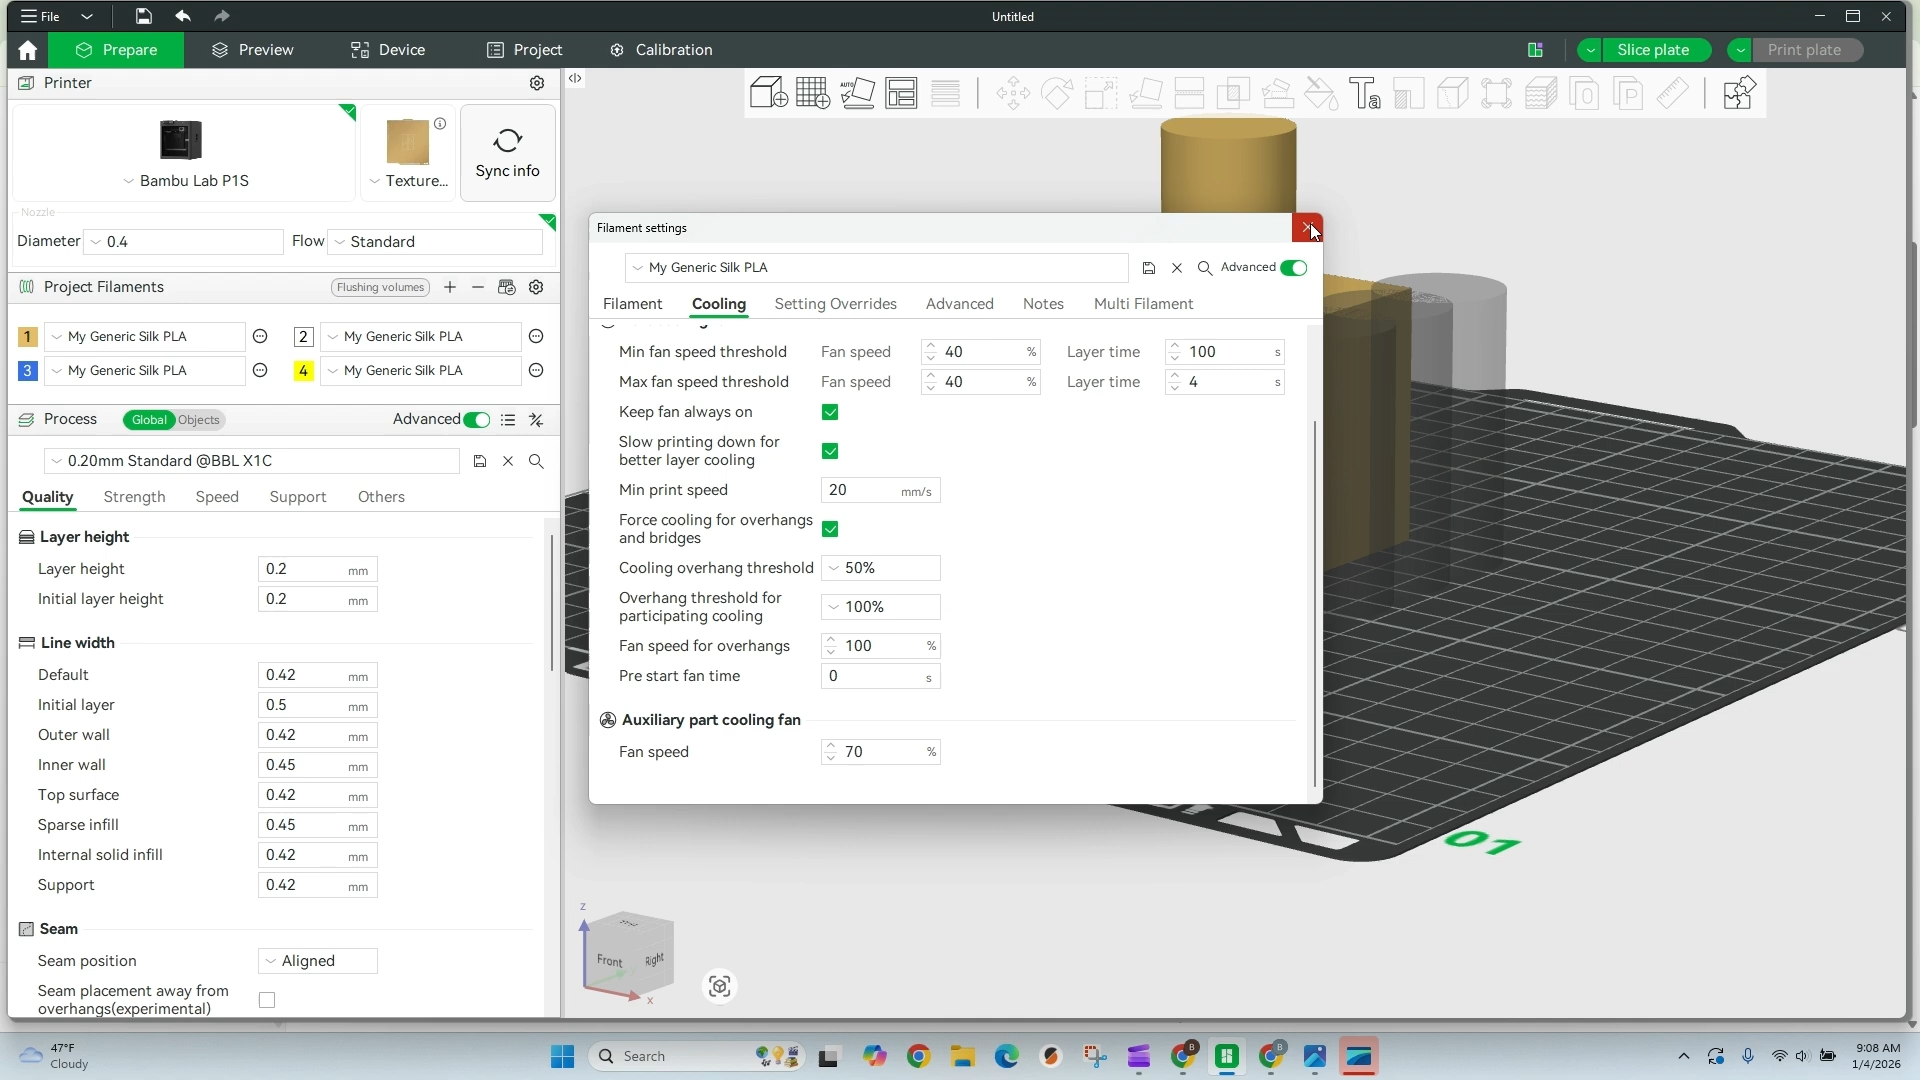 File
Untitled
Prepare
Preview
Device
Project
Calibration
Slice plate
Print plate
Printer
Bambu Lab P1S
Texture...
Sync info
Nozzle
Diameter
0.4
Flow
Standard
Project Filaments
Flushing volumes
1 My Generic Silk PLA
2 My Generic Silk PLA
3 My Generic Silk PLA
4 My Generic Silk PLA
Process
Global
Objects
Advanced
0.20mm Standard @BBL X1C
Quality
Strength
Speed
Support
Others
Layer height
Layer height 0.2 mm
Initial layer height 0.2 mm
Line width
Default 0.42 mm
Initial layer 0.5 mm
Outer wall 0.42 mm
Inner wall 0.45 mm
Top surface 0.42 mm
Sparse infill 0.45 mm
Internal solid infill 0.42 mm
Support 0.42 mm
Seam
Seam position Aligned
Seam placement away from
overhangs(experimental)
AUTO
Ta
Filament settings
My Generic Silk PLA
Advanced
Filament
Cooling
Setting Overrides
Advanced
Notes
Multi Filament
Min fan speed threshold Fan speed 40 % Layer time 100 s
Max fan speed threshold Fan speed 40 % Layer time 4 s
Keep fan always on
Slow printing down for
better layer cooling
Min print speed 20 mm/s
Force cooling for overhangs
and bridges
Cooling overhang threshold 50%
Overhang threshold for
participating cooling 100%
Fan speed for overhangs 100 %
Pre start fan time 0 s
Auxiliary part cooling fan
Fan speed 70 %
01
z
Front
Right
x
47°F
Cloudy
Search
9:08 AM
1/4/2026